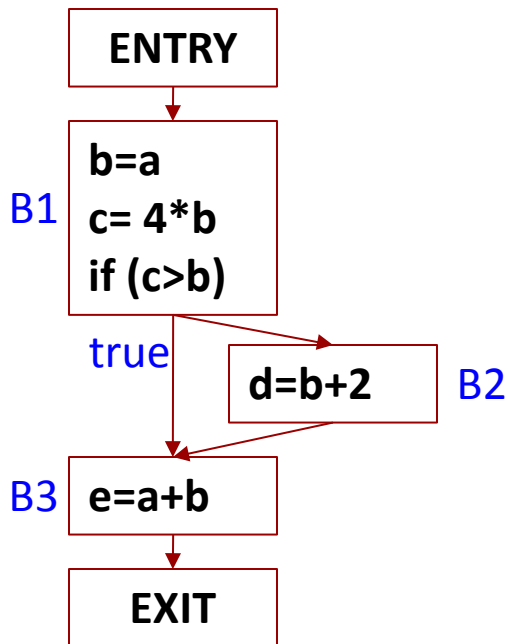 ENTRY
B1
b=a
c= 4*b
if (c>b)
true
d=b+2
B2
B3
e=a+b
EXIT